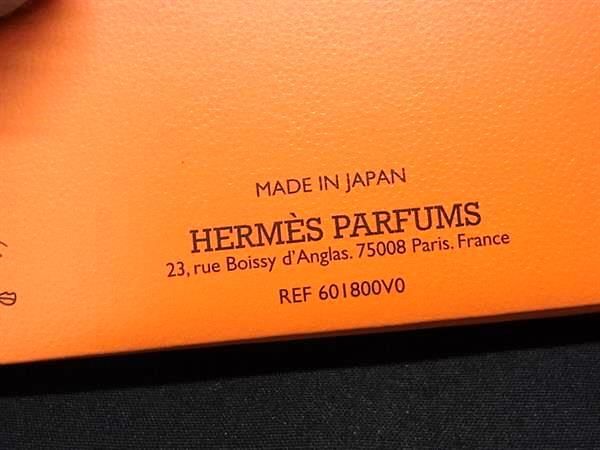 MADE IN JAPAN
HERMÈS PARFUMS
23, rue Boissy d'Anglas. 75008 Paris. France
REF 601800V0